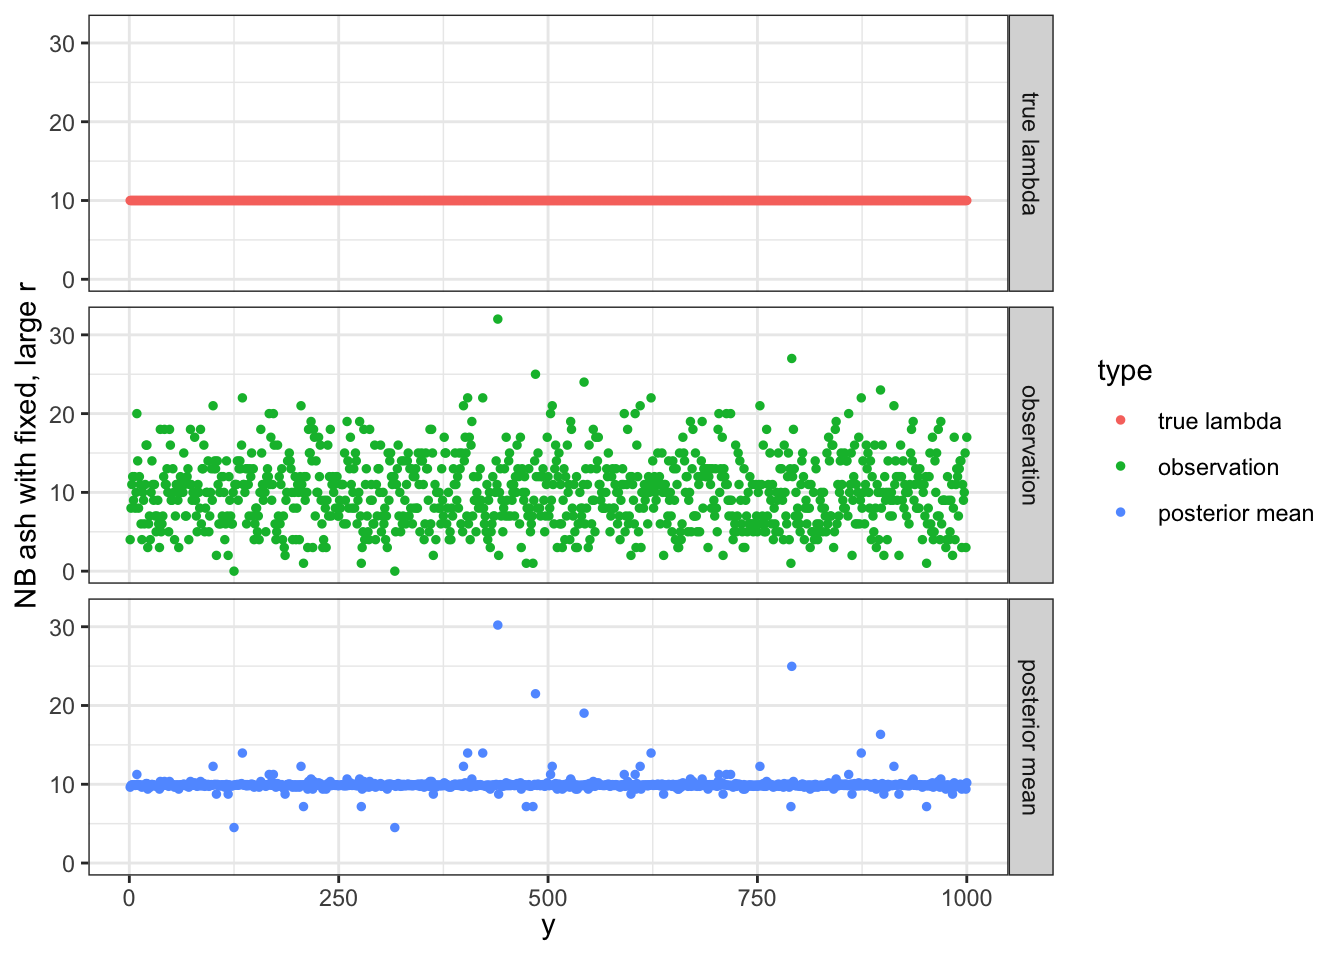 NB ash with fixed, large r
30
20
10
0
true lambda
30
20
10
0
observation
30
20
10
0
posterior mean
0 250 500 750 1000
y
type
true lambda
observation
posterior mean